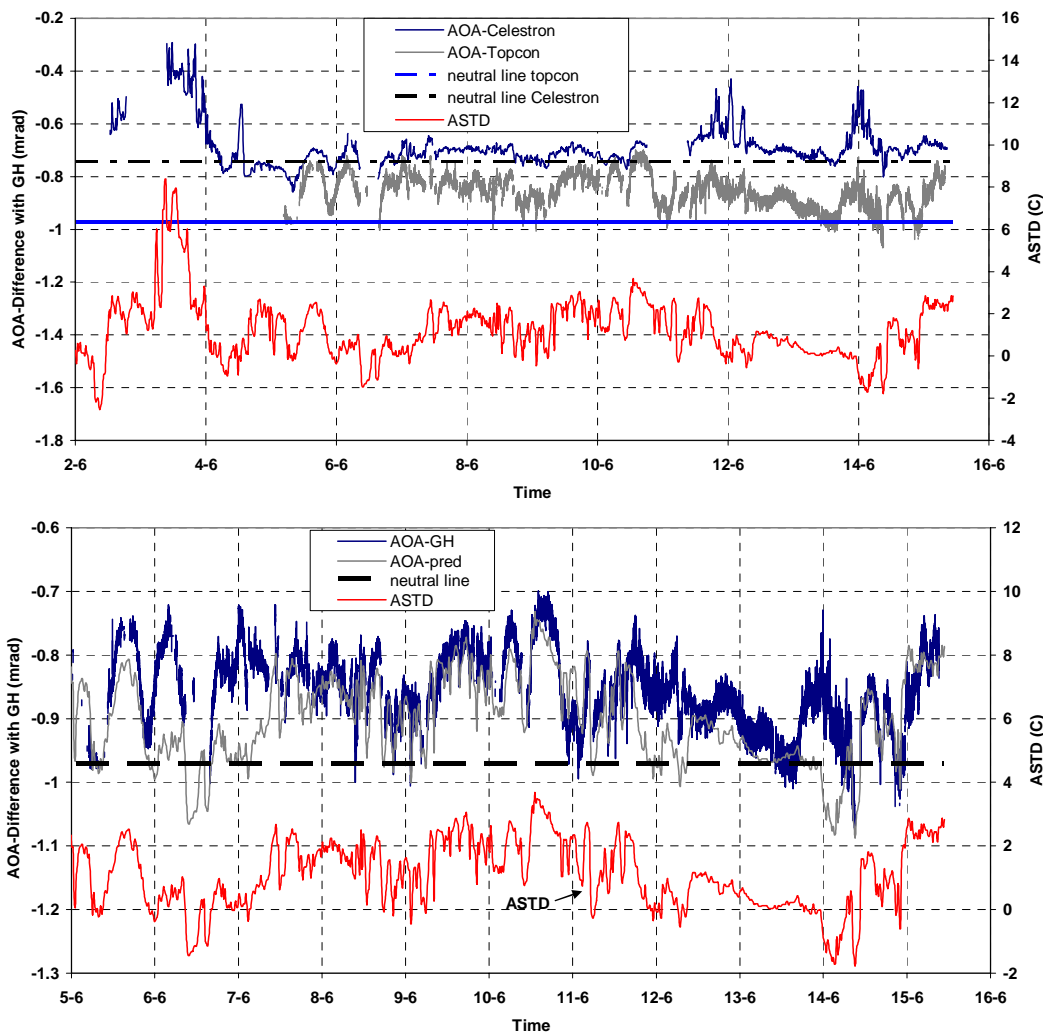 -0.2
-0.4
-0.6
-0.8
-1
-1.2
-1.4
-1.6
-1.8
AOA-Difference with GH (mrad)
AOA-Celestron
AOA-Topcon
neutral line topcon
neutral line Celestron
ASTD
16
14
12
10
8
6
4
2
0
-2
-4
ASTD (C)
2-6 4-6 6-6 8-6 10-6 12-6 14-6 16-6
Time
-0.6
-0.7
-0.8
-0.9
-1
-1.1
-1.2
-1.3
AOA-Difference with GH (mrad)
AOA-GH
AOA-pred
neutral line
ASTD
ASTD
12
10
8
6
4
2
0
-2
ASTD (C)
5-6 6-6 7-6 8-6 9-6 10-6 11-6 12-6 13-6 14-6 15-6 16-6
Time